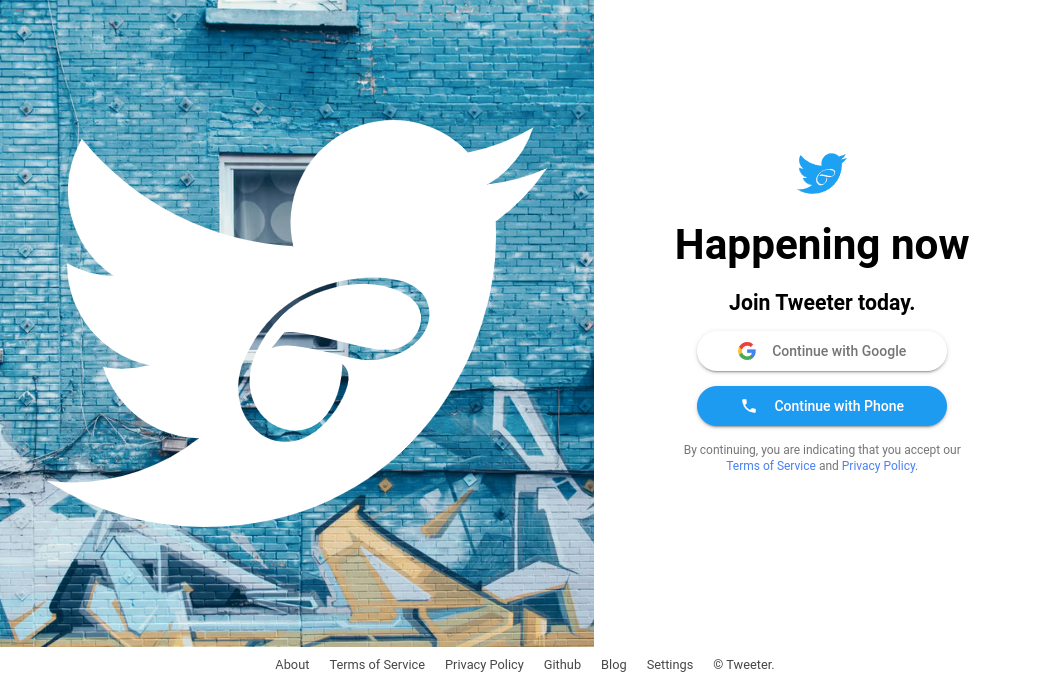 Happening now
Join Tweeter today.
Continue with Google
Continue with Phone
By continuing, you are indicating that you accept our
Terms of Service and Privacy Policy.
About Terms of Service Privacy Policy Github Blog Settings © Tweeter.